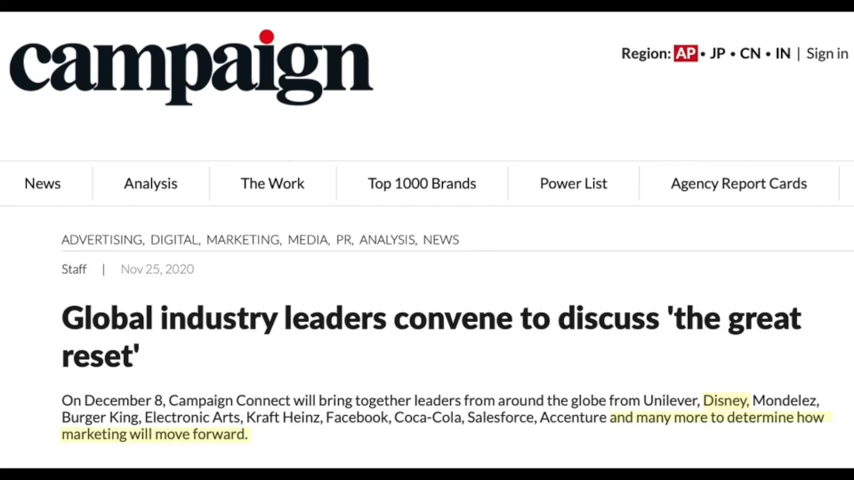 campaign
Region: AP • JP • CN • IN | Sign in
News Analysis The Work Top 1000 Brands Power List Agency Report Cards
ADVERTISING, DIGITAL, MARKETING, MEDIA, PR, ANALYSIS, NEWS
Staff | Nov 25, 2020
Global industry leaders convene to discuss 'the great
reset'
On December 8, Campaign Connect will bring together leaders from around the globe from Unilever, Disney, Mondelez,
Burger King, Electronic Arts, Kraft Heinz, Facebook, Coca-Cola, Salesforce, Accenture and many more to determine how
marketing will move forward.